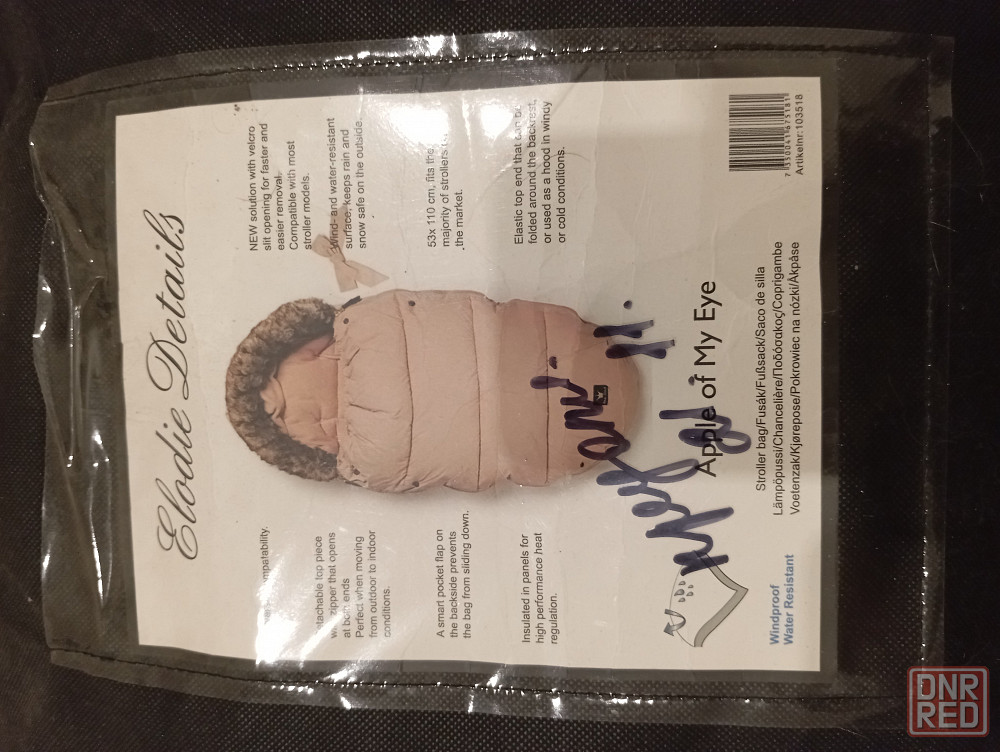 Elodie Details
mpatability.
etachable top piece
zipper that opens
at both ends
Perfect when moving
from outdoor to indoor
conditions.
A smart pocket flap on
the backside prevents
the bag from sliding down.
Insulated in panels for
high performance heat
regulation.
NEW solution with velcro
slit opening for faster and
easier removal.
Compatible with most
stroller models.
Wind- and water-resistant
surface, keeps rain and
snow safe on the outside.
53x 110 cm, fits the
majority of strollers
the market.
Elastic top end that can be
folded around the backrest,
or used as a hood in windy
or cold conditions.
Apple of My Eye
Windproof
Water Resistant
Stroller bag/Fusák/Fußsack/Saco de silla
Lämpöpussi/Chancelière/Ποδόσακος/Coprigambe
Voetenzak/Kjørepose/Pokrowiec na nózki/Åkpåse
Artikelnr:103518
DNR
RED